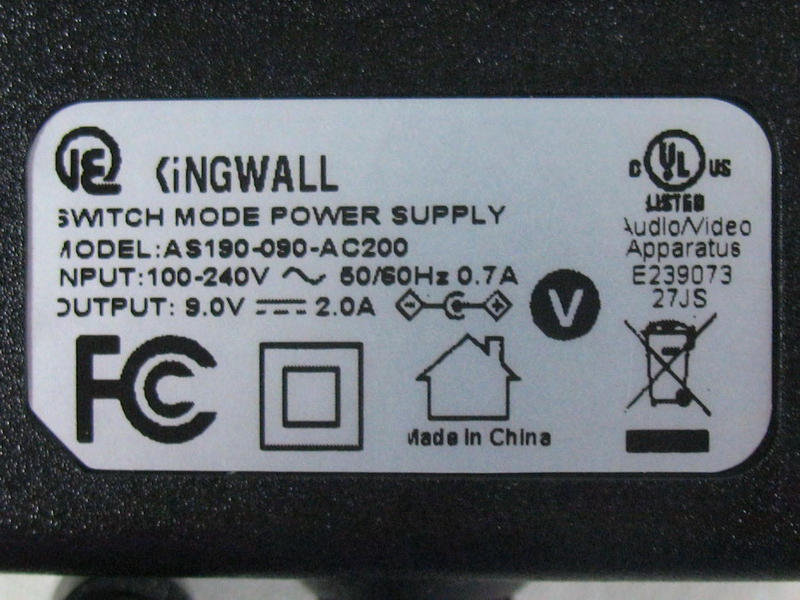 KiNGWALL
SWITCH MODE POWER SUPPLY
MODEL:AS190-090-AC200
INPUT:100-240V ～ 50/60Hz 0.7A
OUTPUT: 9.0V ⎓ 2.0A
V
FC
Made in China
c UL US
LISTED
Audio/Video
Apparatus
E239073
27JS